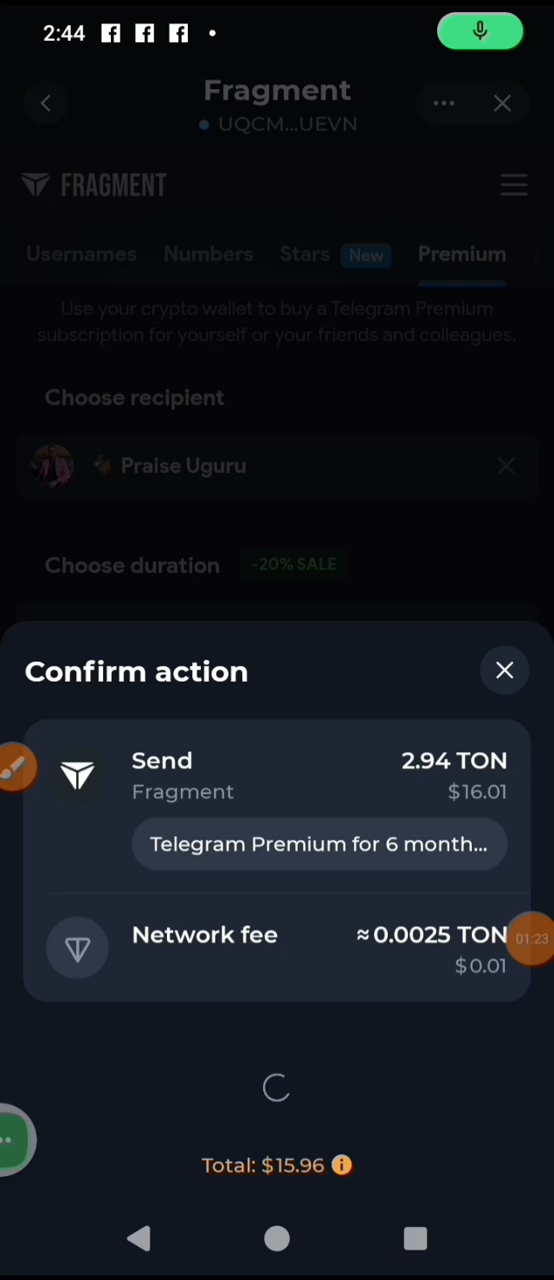 2:44
Fragment
UQCM...UEVN
FRAGMENT
Usernames Numbers Stars New Premium
Use your crypto wallet to buy a Telegram Premium
subscription for yourself or your friends and colleagues.
Choose recipient
Praise Uguru
Choose duration -20% SALE
Confirm action
Send 2.94 TON
Fragment $16.01
Telegram Premium for 6 month...
Network fee ≈0.0025 TON
01:23
$0.01
Total: $15.96